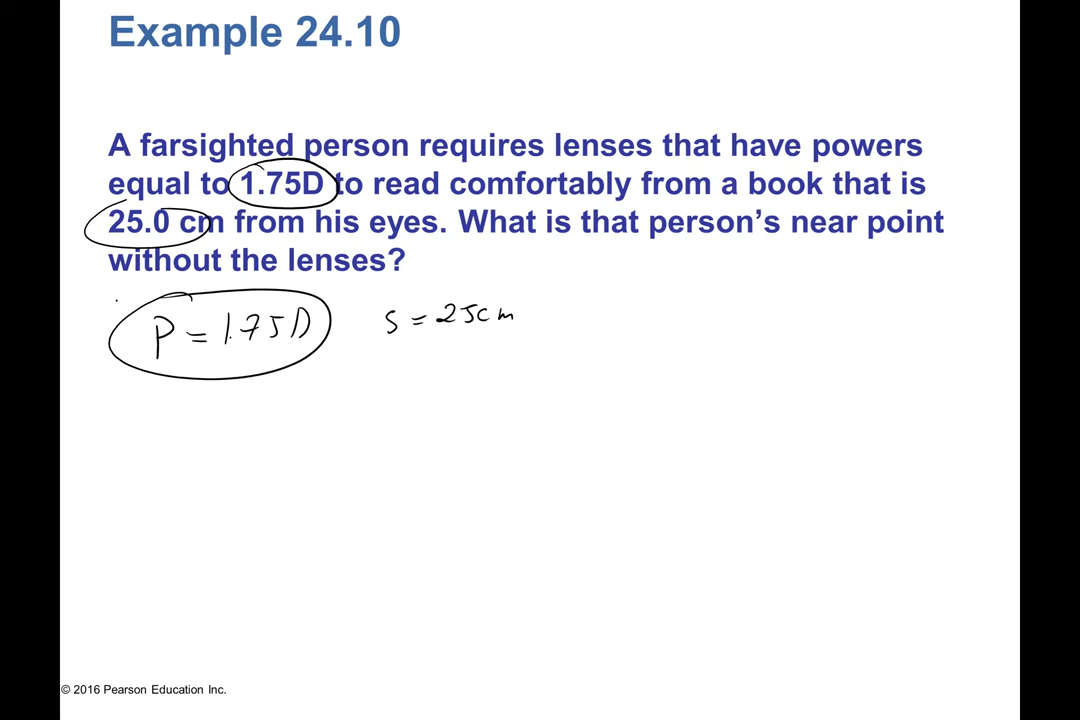 Example 24.10
A farsighted person requires lenses that have powers
equal to 1.75D to read comfortably from a book that is
25.0 cm from his eyes. What is that person’s near point
without the lenses?
P = 1.75D s = 25cm
© 2016 Pearson Education Inc.